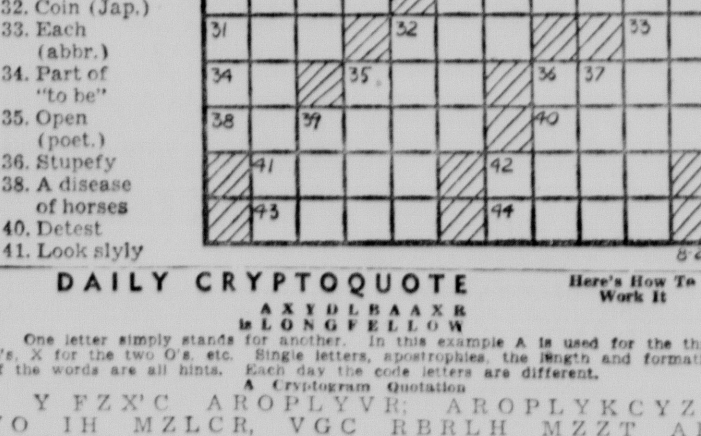 32. Coin (Jap.)
33. Each
(abbr.)
34. Part of
"to be"
35. Open
(poet.)
36. Stupefy
38. A disease
of horses
40. Detest
41. Look slyly
31 32 33
34 35 36 37
38 39 40
41 42
43 44
DAILY CRYPTOQUOTE
Here's How To
Work It
AXYDLBAAXR
is LONGFELLOW
One letter simply stands for another. In this example A is used for the
X for the two O's, etc. Single letters, apostrophies, the length and
the words are all hints. Each day the code letters are different.
A Cryptogram Quotation
Y FZX'C AROPLYVR; AROPLYKCYZ
IH MZLCR, VGC RBRLH MZZT